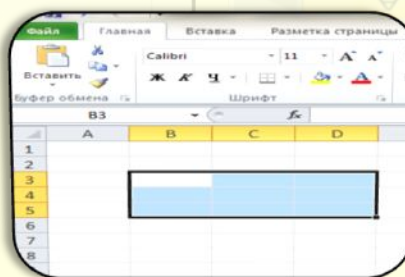 Файл Главная Вставка Разметка страницы
Calibri 11 А А
Вставить Ж К Ч А
Буфер обмена Шрифт
B3 fx
A B C D
1
2
3
4
5
6
7
8